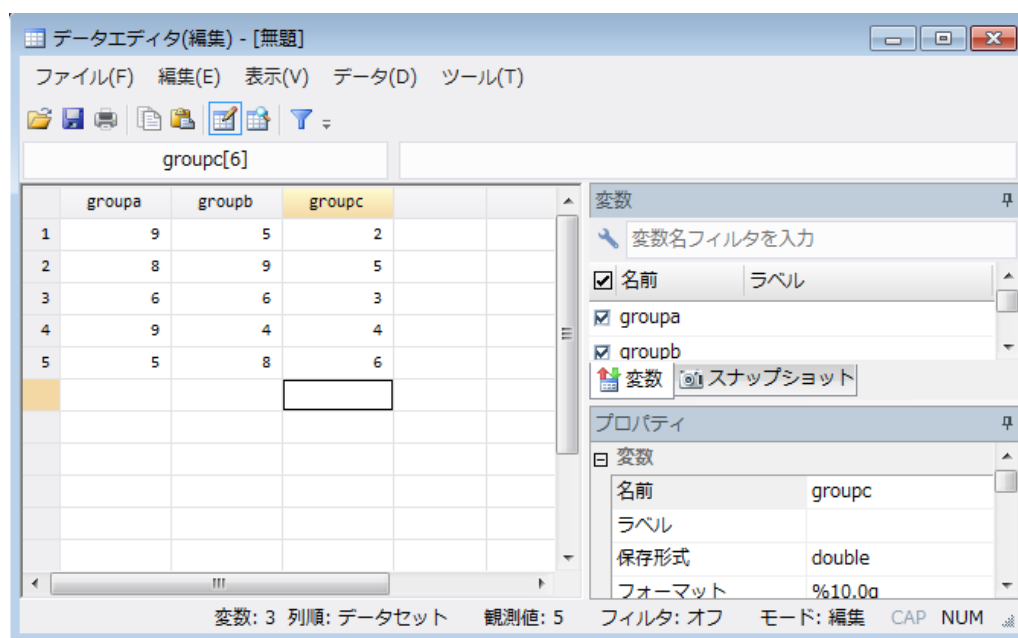 データエディタ(編集) - [無題]
ファイル(F) 編集(E) 表示(V) データ(D) ツール(T)
groupc[6]
groupa groupb groupc
1 9 5 2
2 8 9 5
3 6 6 3
4 9 4 4
5 5 8 6
変数
変数名フィルタを入力
名前 ラベル
groupa
groupb
変数 スナップショット
プロパティ
変数
名前 groupc
ラベル
保存形式 double
フォーマット %10.0g
変数: 3 列順: データセット 観測値: 5 フィルタ: オフ モード: 編集 CAP NUM